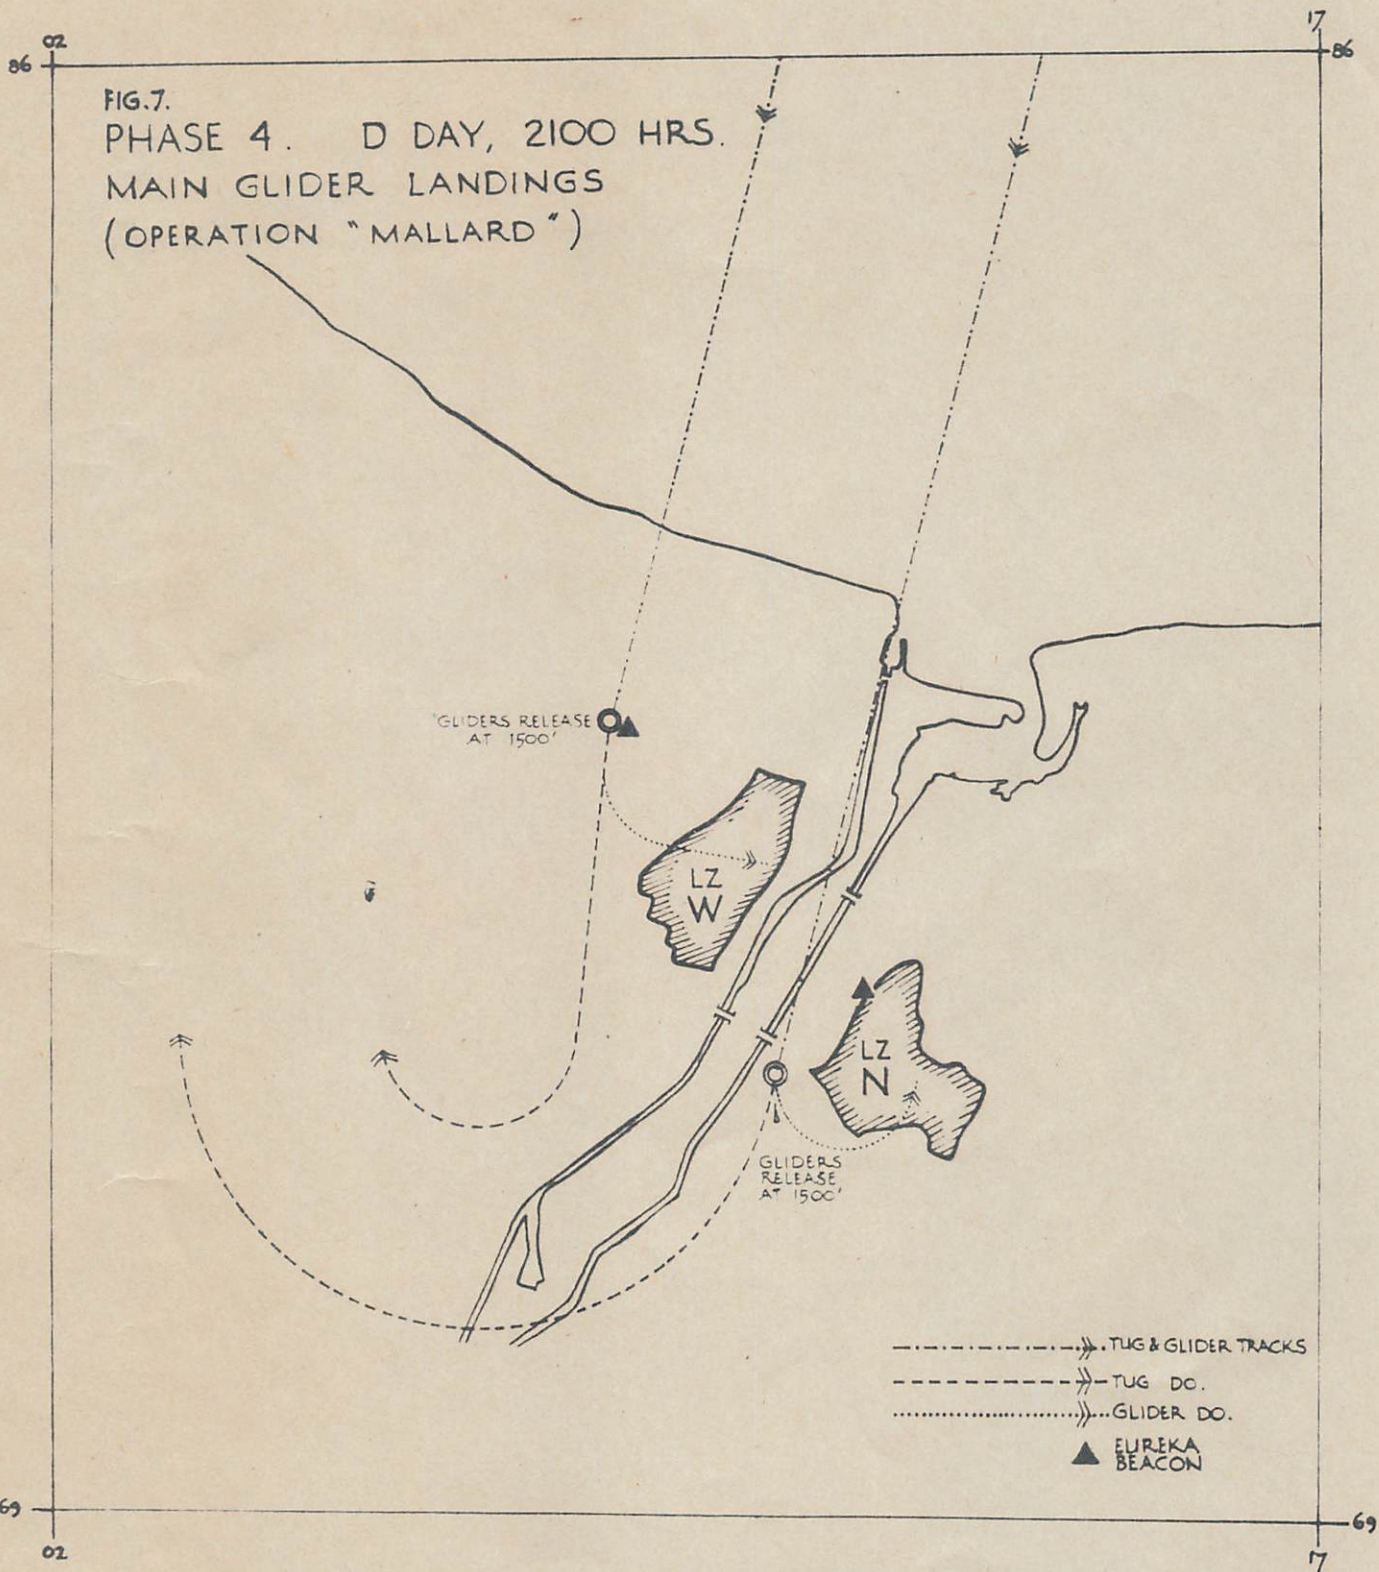 02
17
86
86
FIG.7.
PHASE 4. D DAY, 2100 HRS.
MAIN GLIDER LANDINGS
(OPERATION "MALLARD")
GLIDERS RELEASE
AT 1500'
LZ
W
LZ
N
GLIDERS
RELEASE
AT 1500'
TUG & GLIDER TRACKS
TUG DO.
GLIDER DO.
EUREKA
BEACON
69
69
02
17